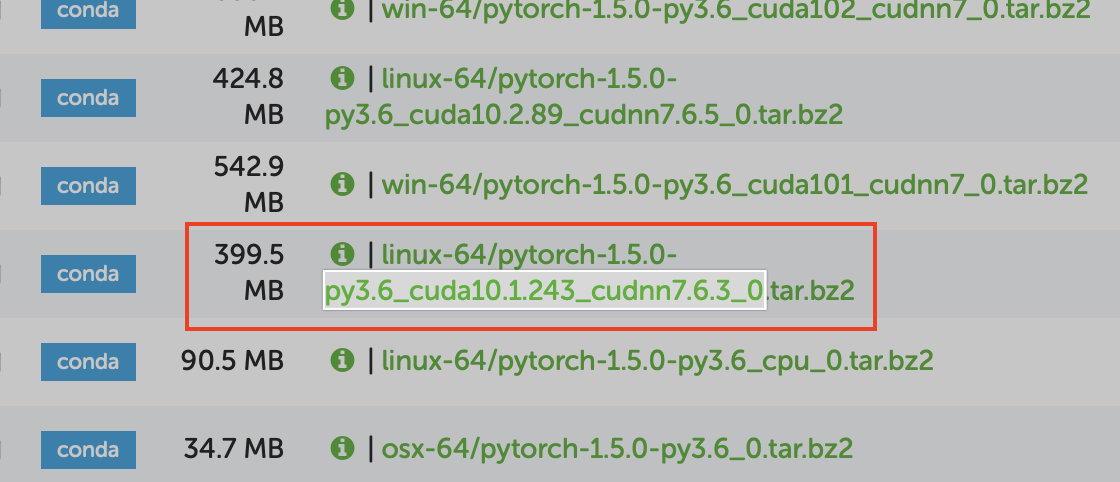 MB
| win-64/pytorch-1.5.0-py3.6_cuda102_cudnn7_0.tar.bz2
conda
424.8
MB
| linux-64/pytorch-1.5.0-
py3.6_cuda10.2.89_cudnn7.6.5_0.tar.bz2
conda
542.9
MB
| win-64/pytorch-1.5.0-py3.6_cuda101_cudnn7_0.tar.bz2
conda
399.5
MB
| linux-64/pytorch-1.5.0-
py3.6_cuda10.1.243_cudnn7.6.3_0.tar.bz2
conda
90.5 MB
| linux-64/pytorch-1.5.0-py3.6_cpu_0.tar.bz2
conda
34.7 MB
| osx-64/pytorch-1.5.0-py3.6_0.tar.bz2